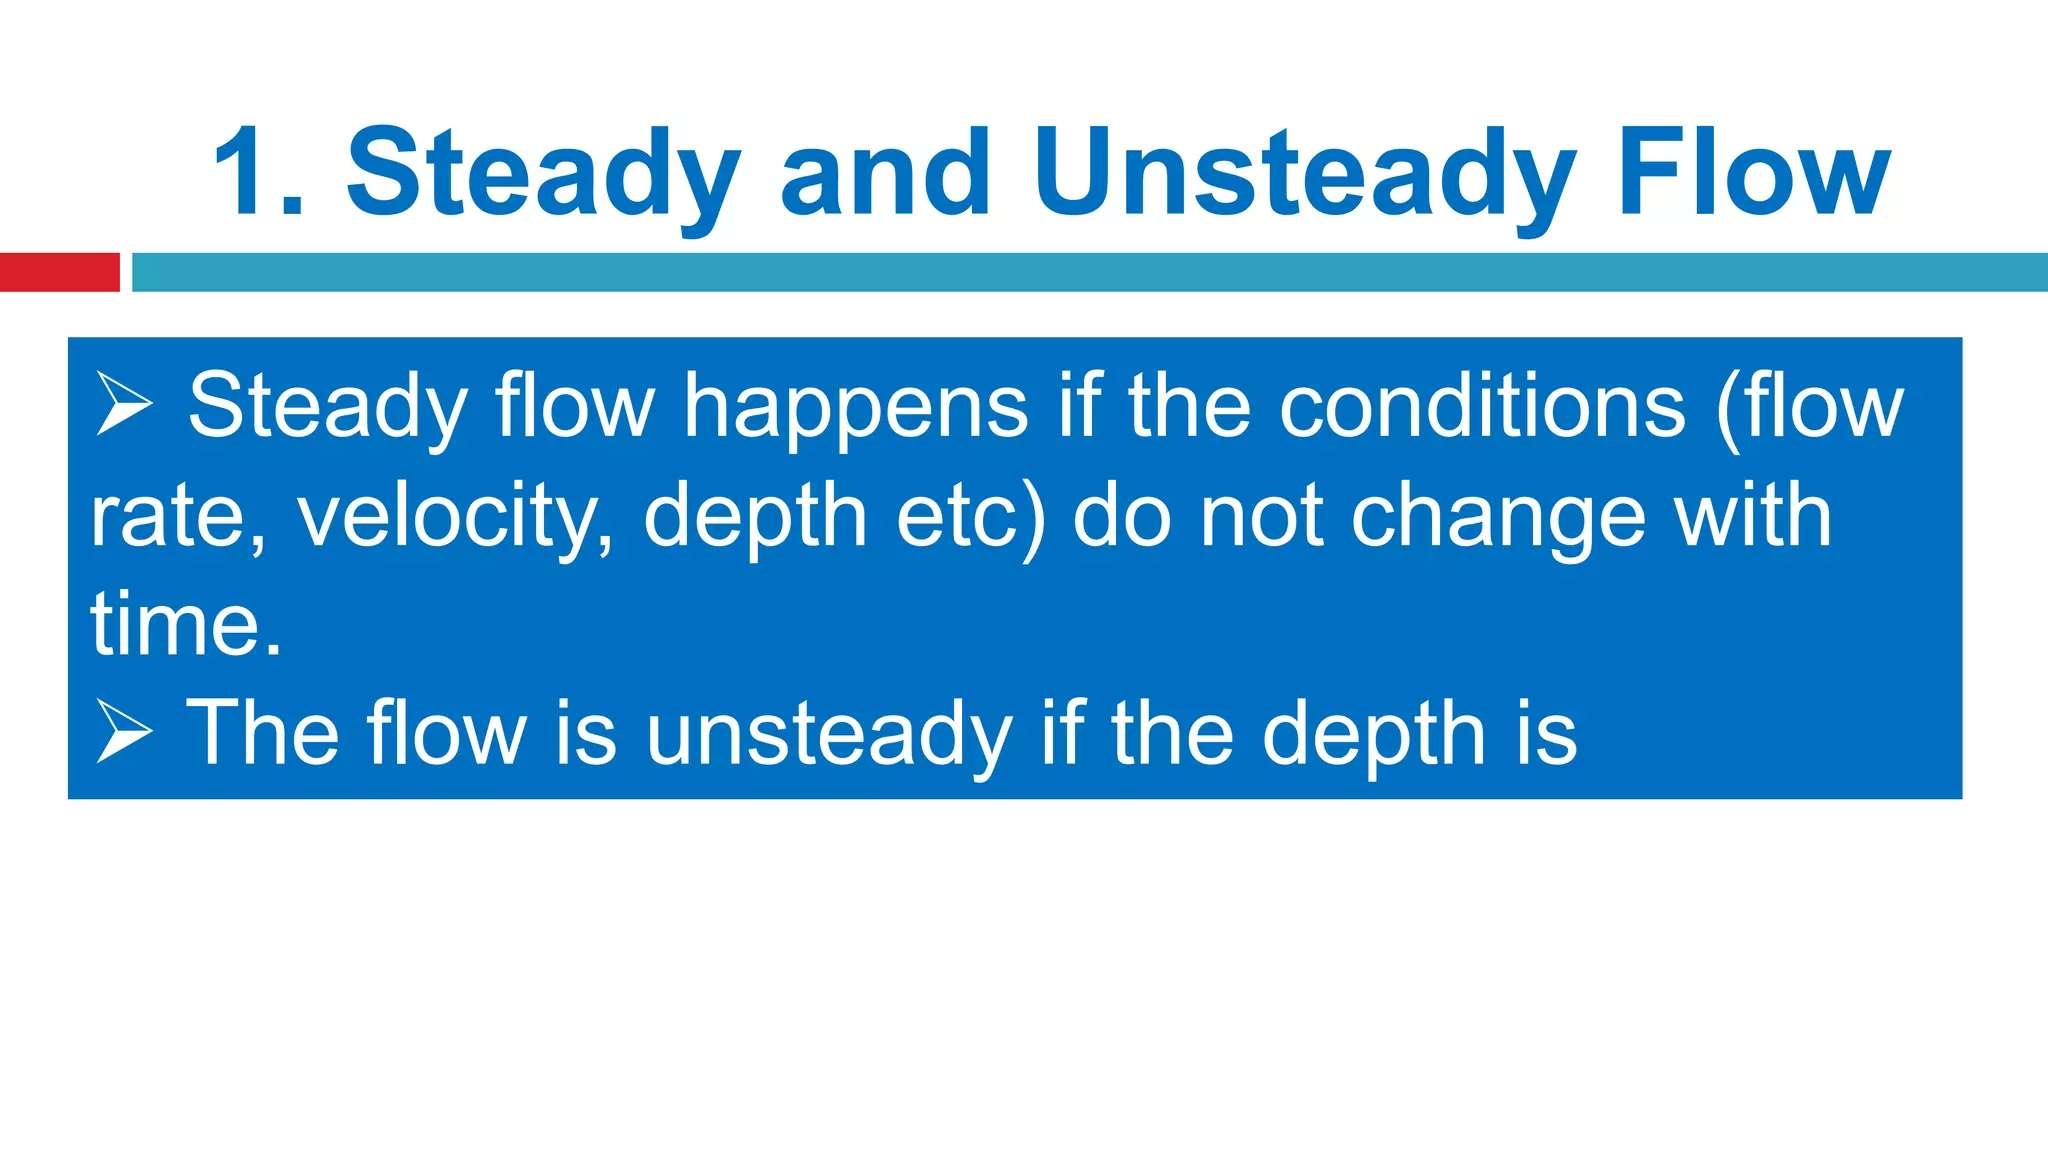 1. Steady and Unsteady Flow
➢ Steady flow happens if the conditions (flow
rate, velocity, depth etc) do not change with
time.
➢ The flow is unsteady if the depth is